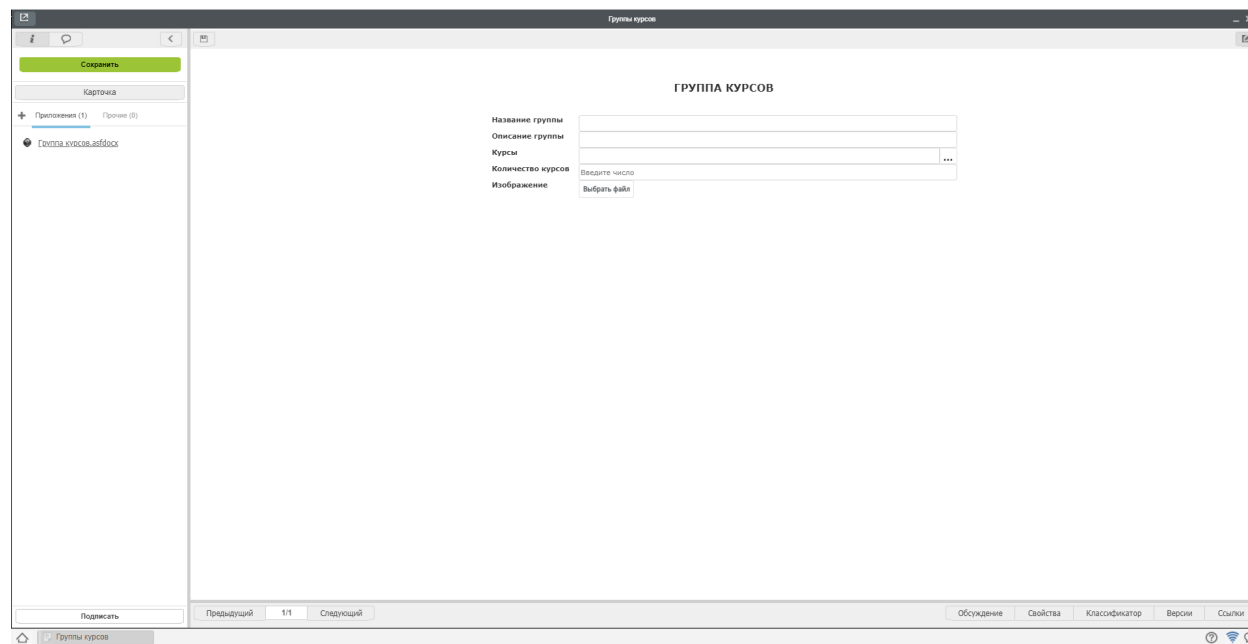 Группы курсов
Сохранить
Карточка
Приложения (1) Прочие (0)
Группа курсов.asfdocx
ГРУППА КУРСОВ
Название группы
Описание группы
Курсы ...
Количество курсов Введите число
Изображение Выбрать файл
Подписать
Предыдущий 1/1 Следующий
Обсуждение Свойства Классификатор Версии Ссылки
Группы курсов